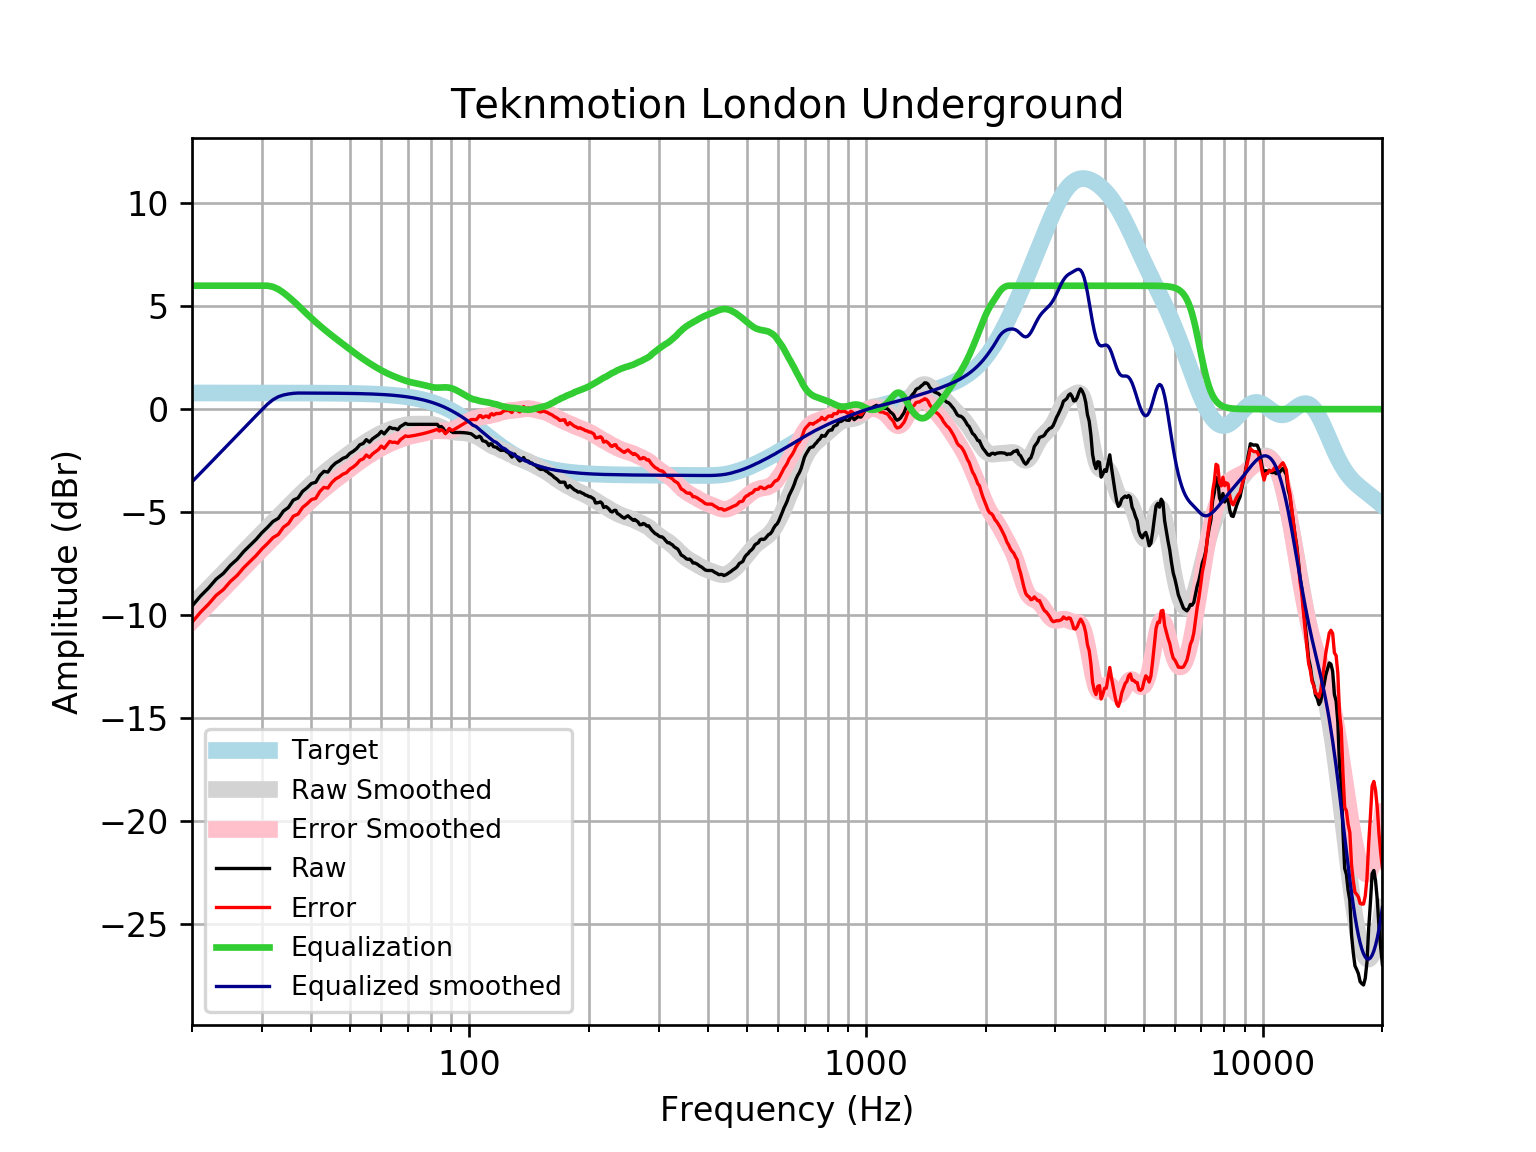 Teknmotion London Underground
Amplitude (dBr)
10
5
0
−5
−10
−15
−20
−25
Target
Raw Smoothed
Error Smoothed
Raw
Error
Equalization
Equalized smoothed
100
1000
10000
Frequency (Hz)